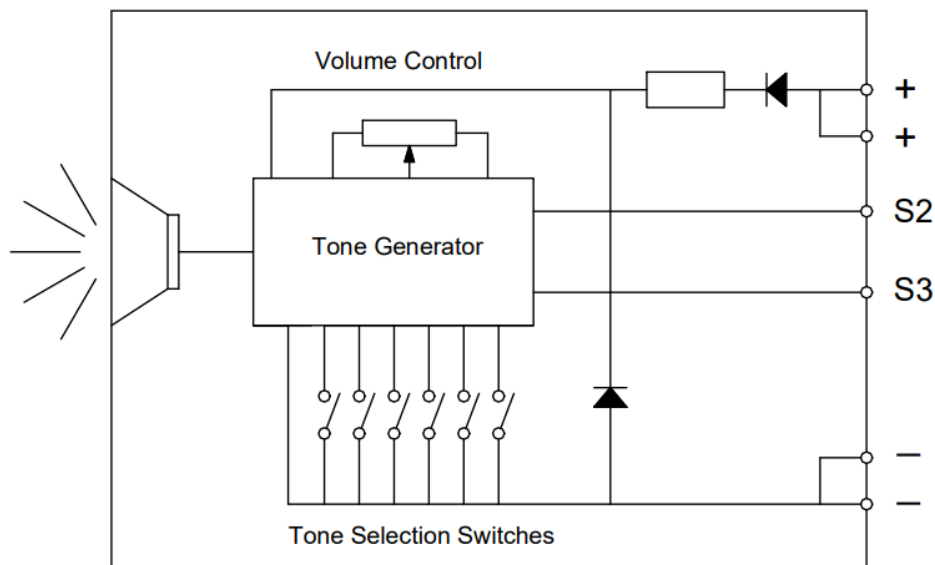 Volume Control
+
+
S2
Tone Generator
S3
−
−
Tone Selection Switches